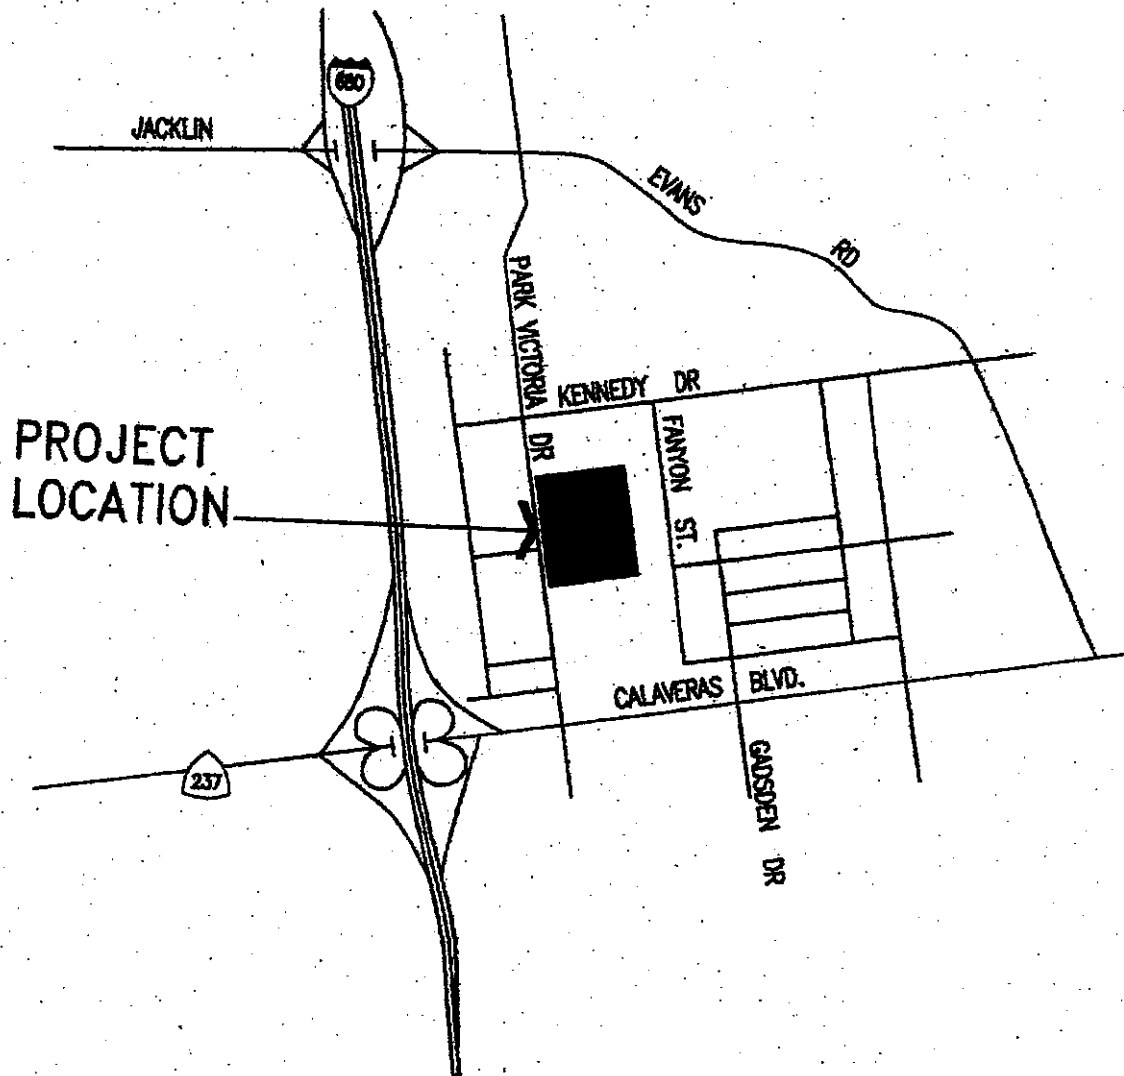 680
JACKLIN
EVANS
RD
PARK VICTORIA DR
KENNEDY DR
FANYON ST.
PROJECT
LOCATION
CALAVERAS BLVD.
237
GADSDEN DR